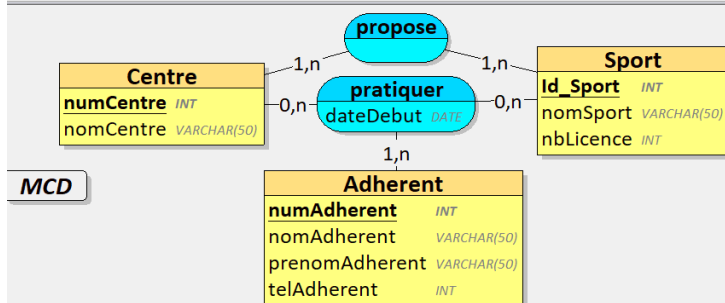 propose
1,n
1,n
Centre
numCentre INT
nomCentre VARCHAR(50)
0,n
pratiquer
dateDebut DATE
0,n
Sport
Id_Sport INT
nomSport VARCHAR(50)
nbLicence INT
1,n
MCD
Adherent
numAdherent INT
nomAdherent VARCHAR(50)
prenomAdherent VARCHAR(50)
telAdherent INT